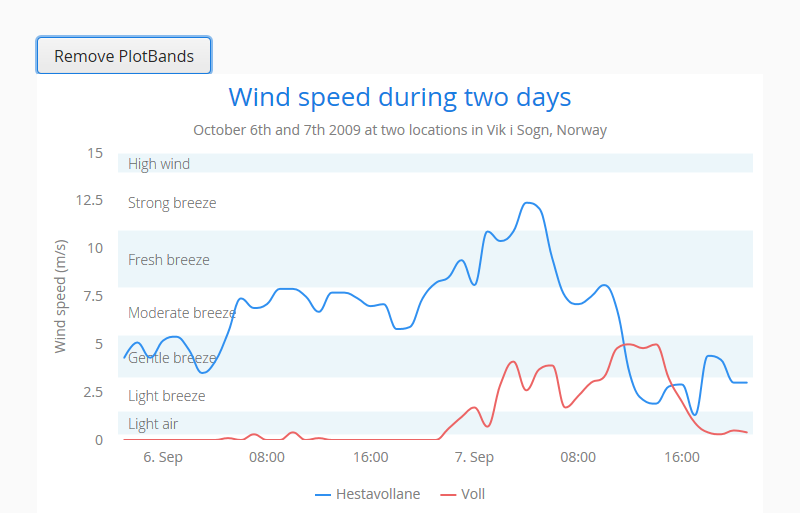 Remove PlotBands
Wind speed during two days
October 6th and 7th 2009 at two locations in Vik i Sogn, Norway
Wind speed (m/s)
15
High wind
12.5
Strong breeze
10
Fresh breeze
7.5
Moderate breeze
5
Gentle breeze
2.5
Light breeze
Light air
0
6. Sep 08:00 16:00 7. Sep 08:00 16:00
Hestavollane Voll